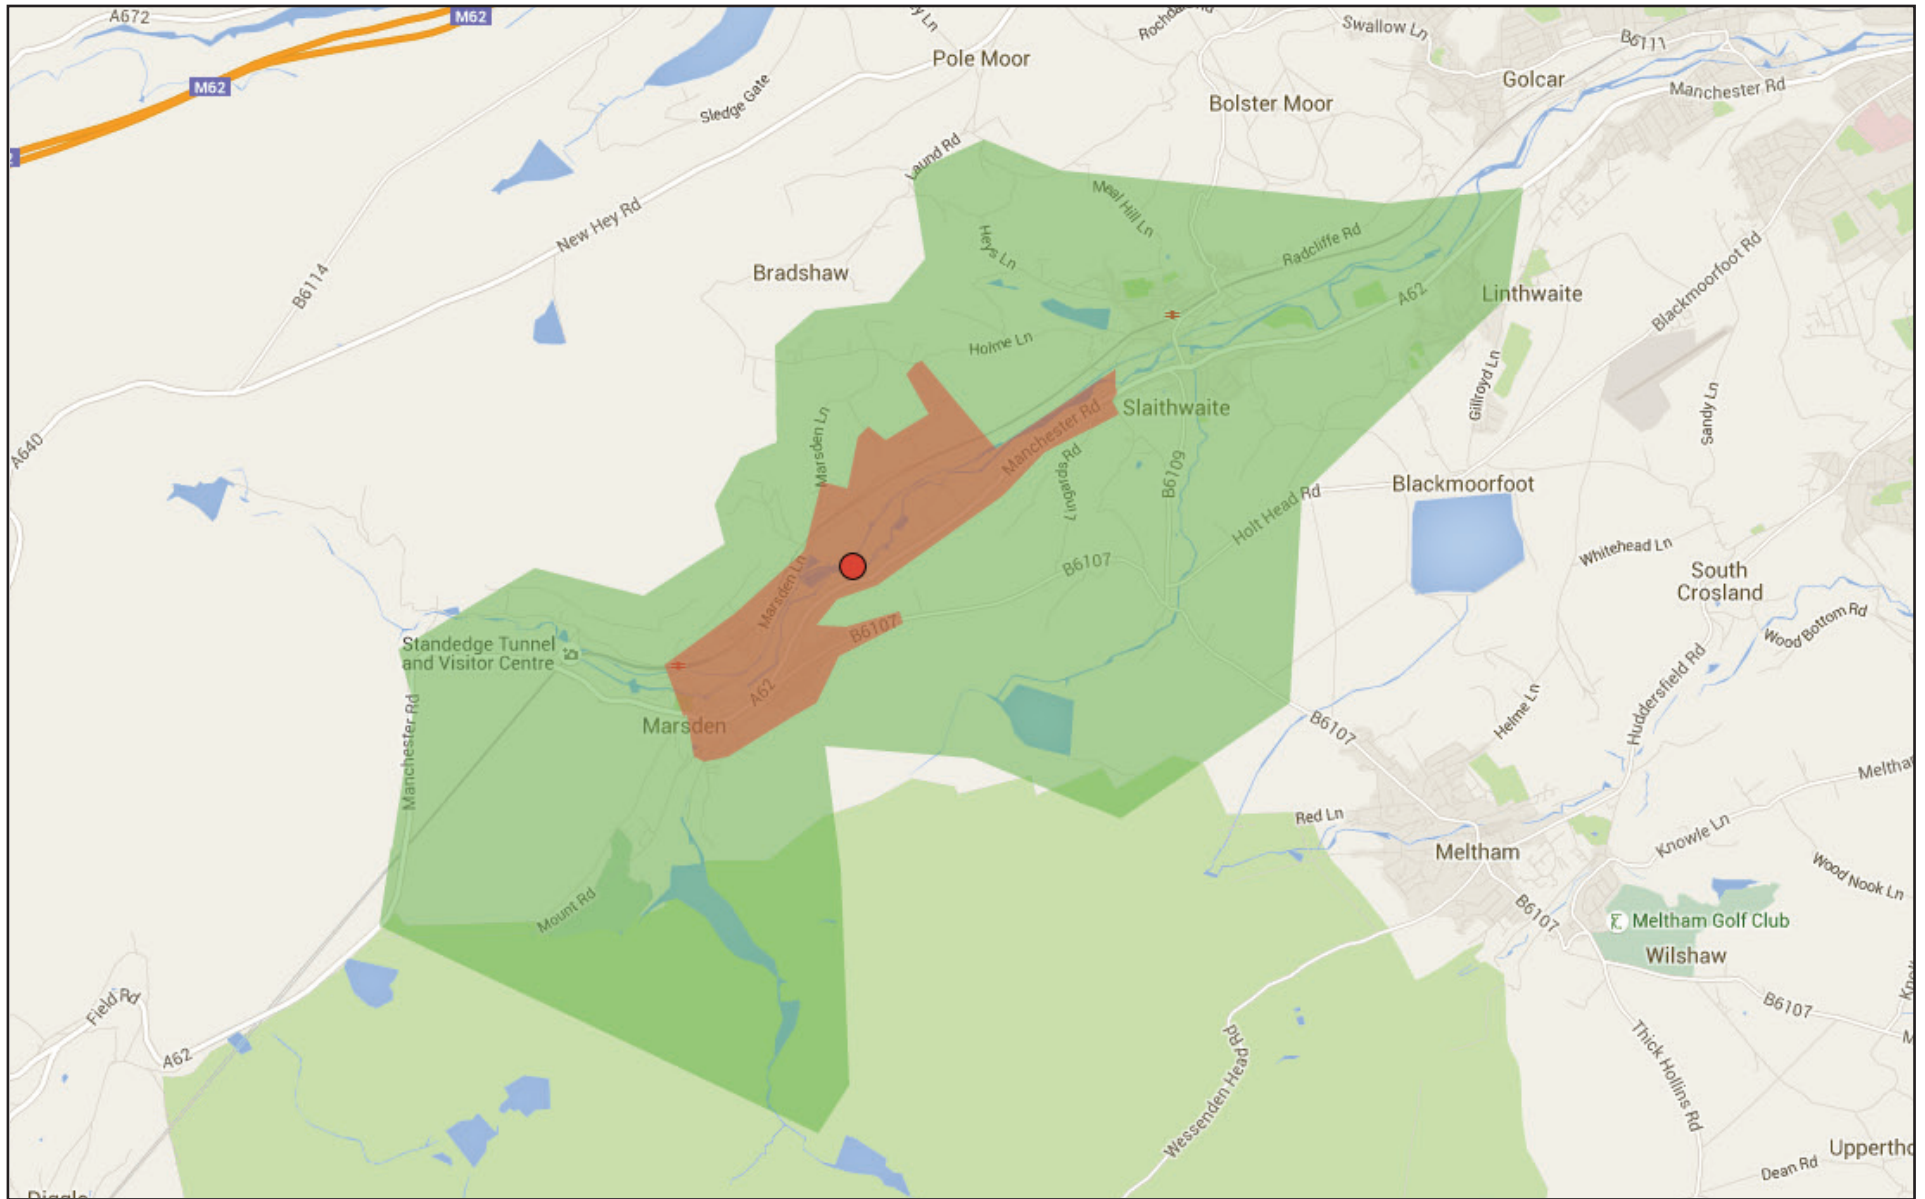 A672
M62
y Ln
Pole Moor
Swallow Ln
B6111
Golcar
M62
Manchester Rd
Sledge Gate
Bolster Moor
Laund Rd
Meal Hill Ln
New Hey Rd
Heys Ln
Radcliffe Rd
Bradshaw
B6114
A62
Linthwaite
Blackmoorfoot Rd
Holme Ln
Gillroyd Ln
Slaithwaite
Manchester Rd
Sandy Ln
A640
Marsden Ln
Lingards Rd
B6109
Holt Head Rd
Blackmoorfoot
Whitehead Ln
B6107
South
Crosland
Marsden Ln
Wood Bottom Rd
B6107
Standedge Tunnel
and Visitor Centre
Huddersfield Rd
A62
Helme Ln
Marsden
B6107
Manchester Rd
Meltha
Red Ln
Knowle Ln
Meltham
Wood Nook Ln
Mount Rd
B6107
Meltham Golf Club
Wilshaw
Field Rd
B6107
A62
Wessenden Head Rd
Thick Hollins Rd
Uppertho
Dean Rd